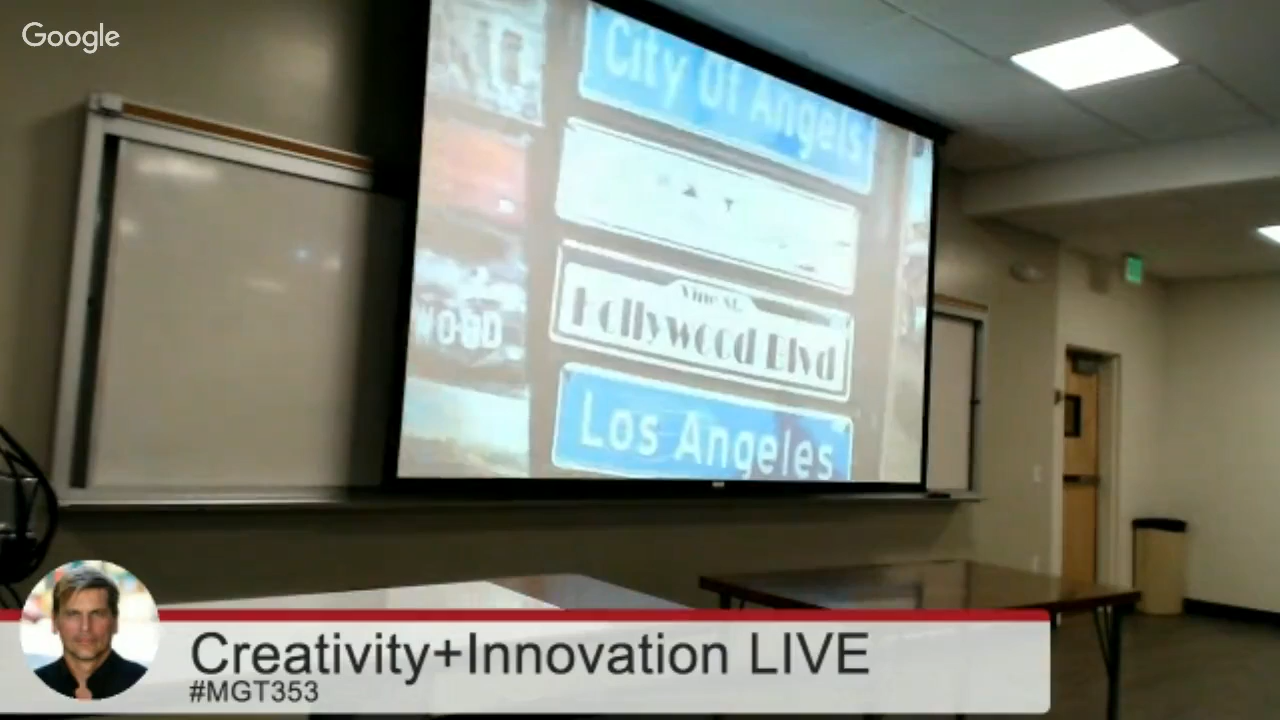 Google
City Of Angels
WOOD
Vine St.
Hollywood Blvd
Los Angeles
Creativity+Innovation LIVE
#MGT353